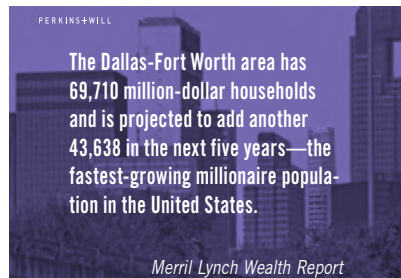 PERKINS+WILL
The Dallas-Fort Worth area has
69,710 million-dollar households
and is projected to add another
43,638 in the next five years—the
fastest-growing millionaire popula-
tion in the United States.
Merril Lynch Wealth Report